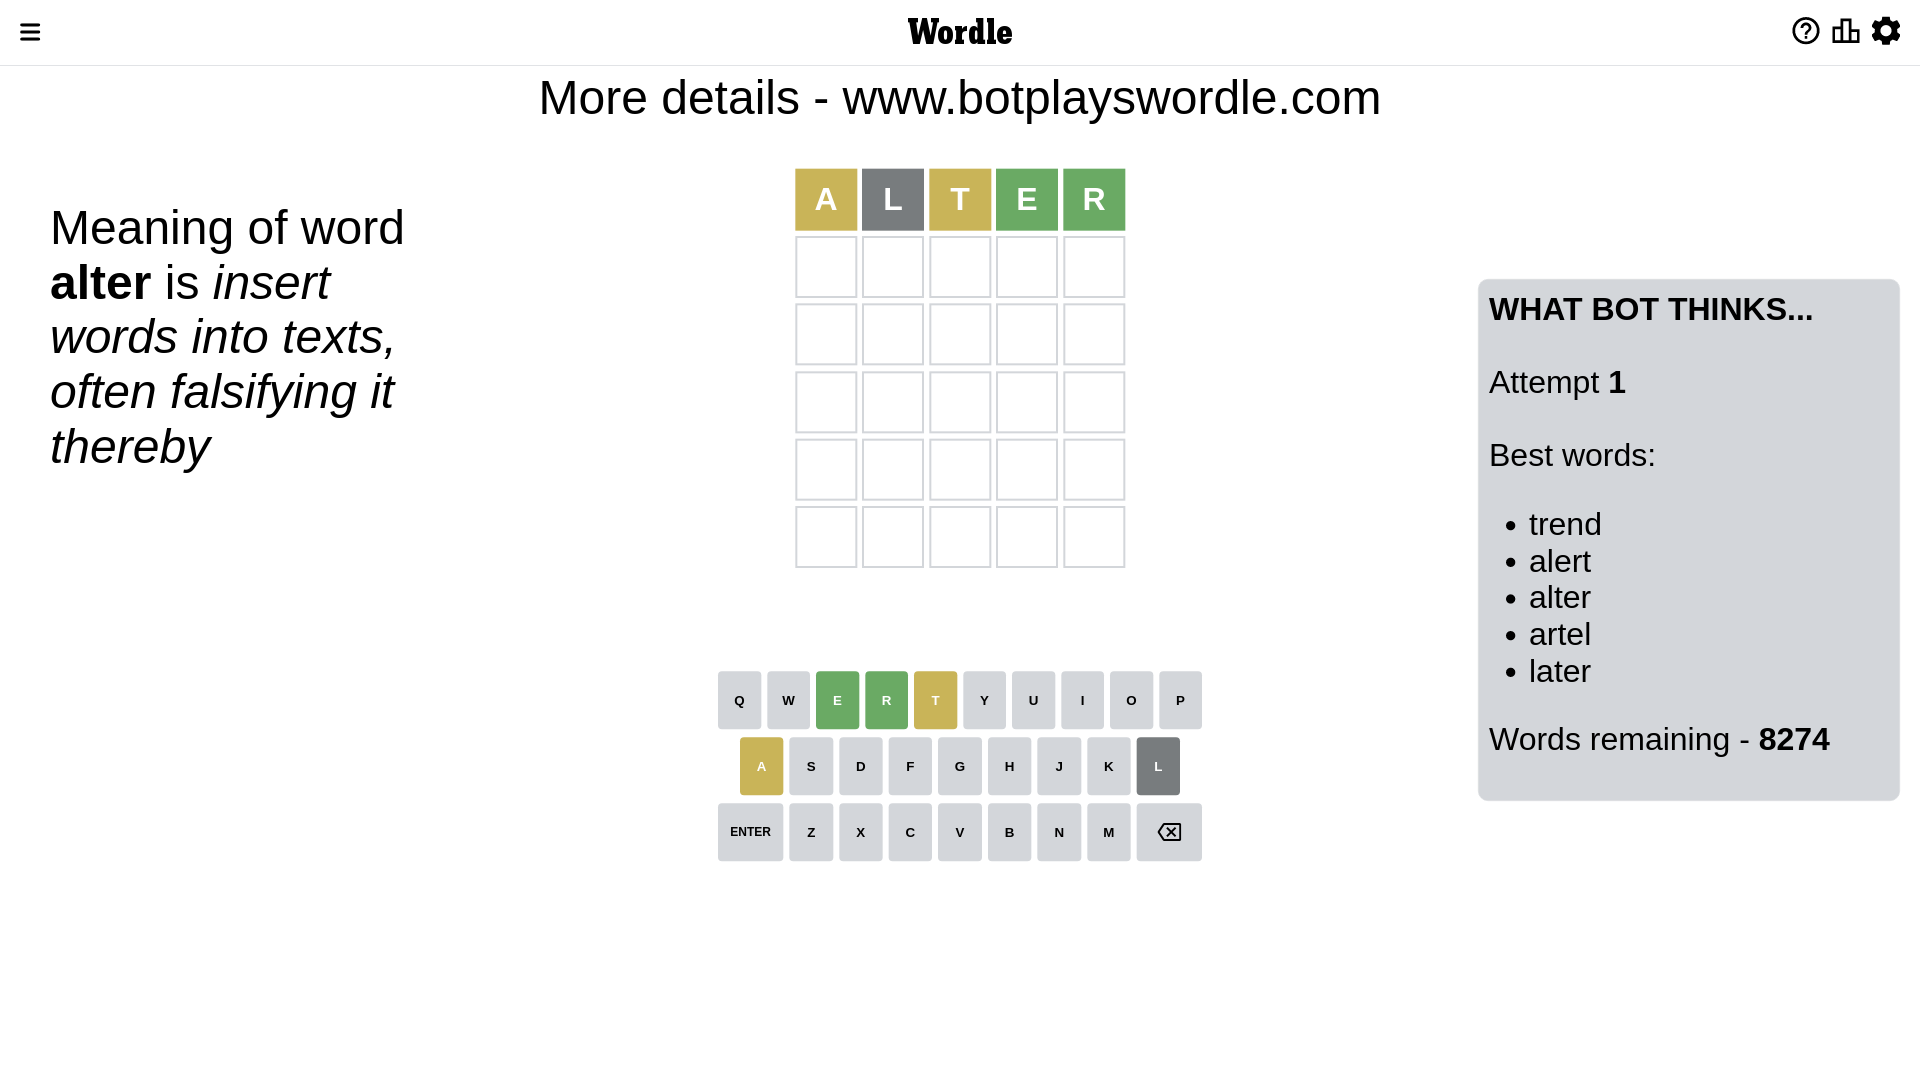 Wordle
More details - www.botplayswordle.com
Meaning of word
alter is insert
words into texts,
often falsifying it
thereby
A L T E R
WHAT BOT THINKS...
Attempt 1
Best words:
• trend
• alert
• alter
• artel
• later
Words remaining - 8274
Q W E R T Y U I O P
A S D F G H J K L
ENTER Z X C V B N M